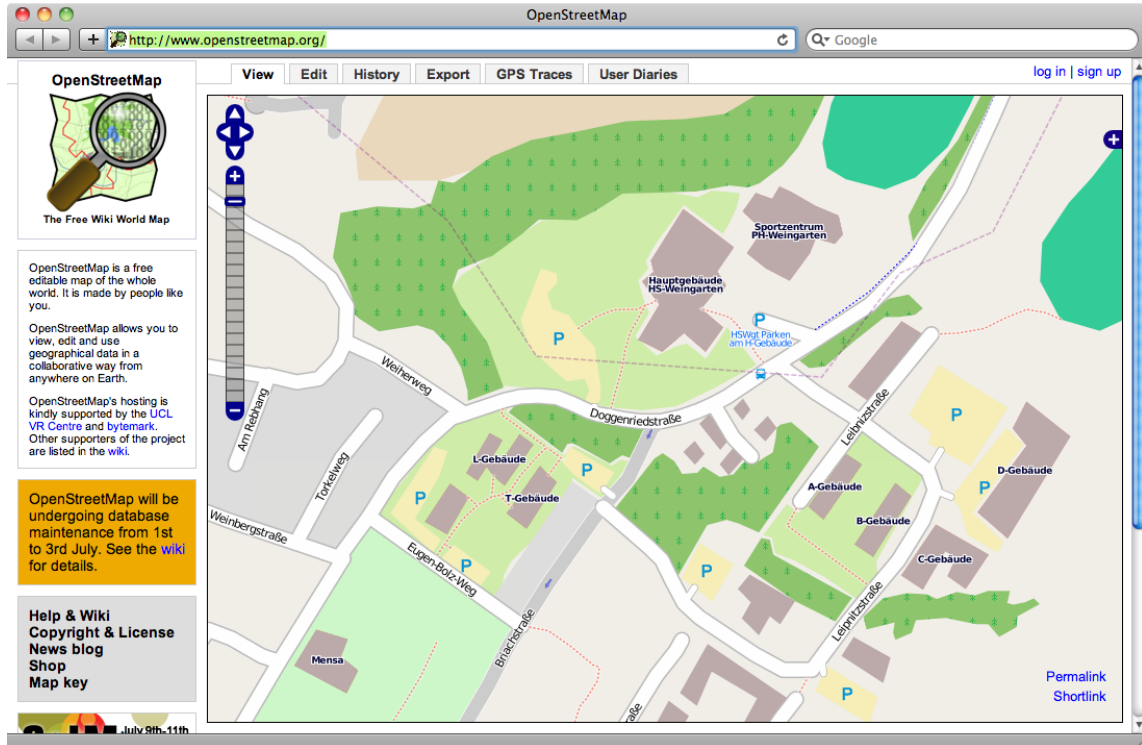 OpenStreetMap
http://www.openstreetmap.org/
Google
OpenStreetMap
The Free Wiki World Map
View
Edit
History
Export
GPS Traces
User Diaries
log in | sign up
OpenStreetMap is a free
editable map of the whole
world. It is made by people like
you.
OpenStreetMap allows you to
view, edit and use
geographical data in a
collaborative way from
anywhere on Earth.
OpenStreetMap's hosting is
kindly supported by the UCL
VR Centre and bytemark.
Other supporters of the project
are listed in the wiki.
OpenStreetMap will be
undergoing database
maintenance from 1st
to 3rd July. See the wiki
for details.
Help & Wiki
Copyright & License
News blog
Shop
Map key
July 9th-11th
Sportzentrum
PH-Weingarten
Hauptgebäude
HS-Weingarten
P
P
HSWgt Parken
am H-Gebäude
Weiherweg
Doggenriedstraße
Leibnizstraße
Am Rebhang
Torkelweg
Weinbergstraße
L-Gebäude
T-Gebäude
P
P
P
P
P
A-Gebäude
B-Gebäude
C-Gebäude
D-Gebäude
Eugen-Bolz-Weg
P
Leipnitzstraße
Briachstraße
Mensa
aße
P
Permalink
Shortlink